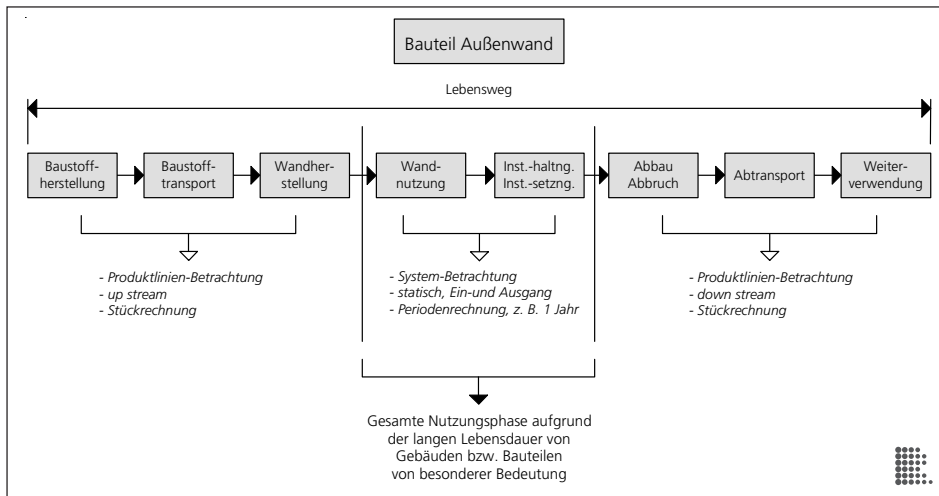 Bauteil Außenwand
Lebensweg
Baustoff-
herstellung
Baustoff-
transport
Wandher-
stellung
Wand-
nutzung
Inst.-haltng.
Inst.-setzng.
Abbau
Abbruch
Abtransport
Weiter-
verwendung
- Produktlinien-Betrachtung
- up stream
- Stückrechnung
- System-Betrachtung
- statisch, Ein-und Ausgang
- Periodenrechnung, z. B. 1 Jahr
- Produktlinien-Betrachtung
- down stream
- Stückrechnung
Gesamte Nutzungsphase aufgrund
der langen Lebensdauer von
Gebäuden bzw. Bauteilen
von besonderer Bedeutung